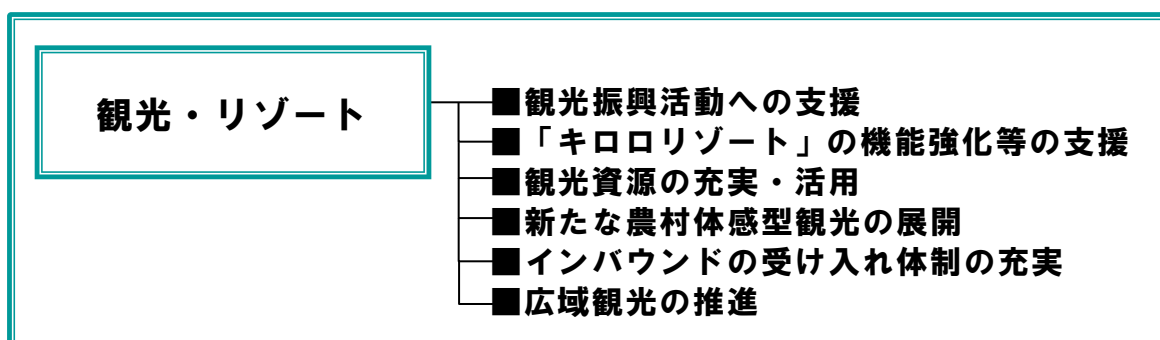 観光・リゾート
■観光振興活動への支援
■「キロロリゾート」の機能強化等の支援
■観光資源の充実・活用
■新たな農村体感型観光の展開
■インバウンドの受け入れ体制の充実
■広域観光の推進